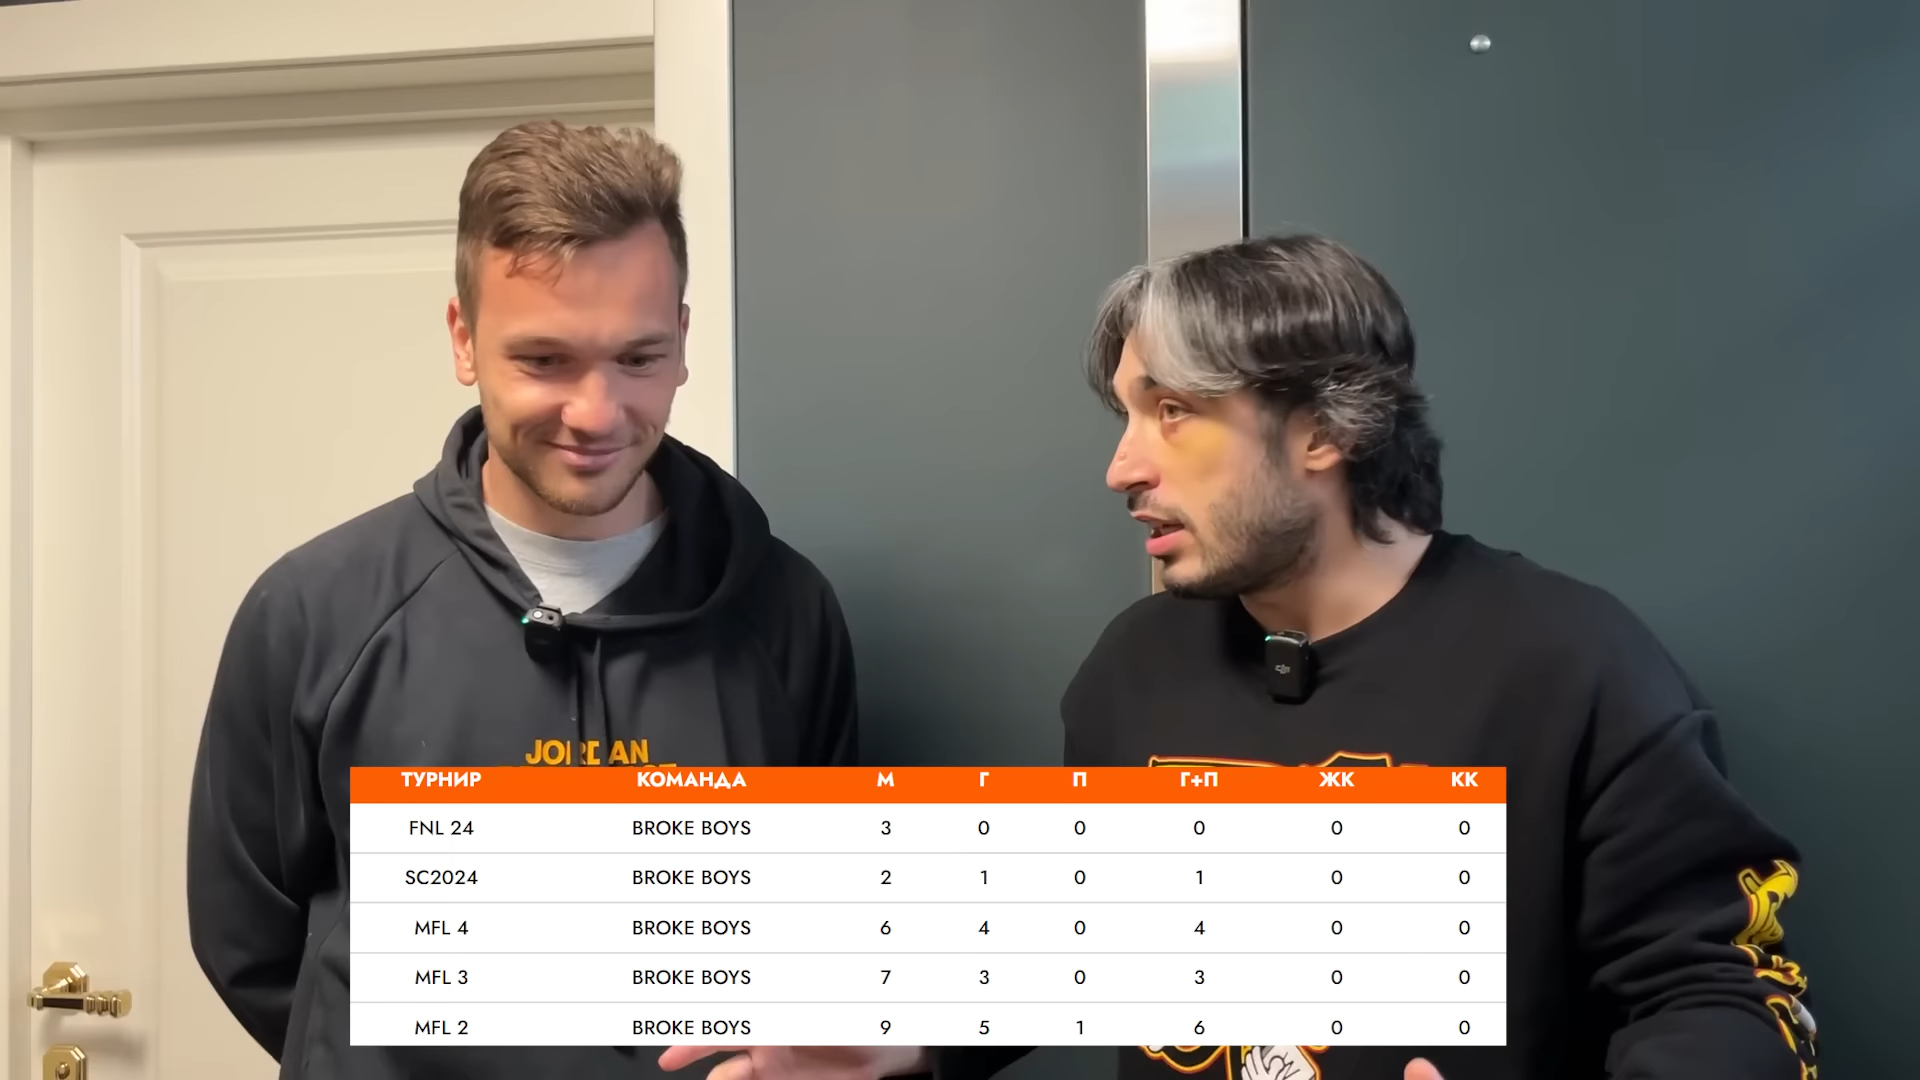 JORDAN
ТУРНИР КОМАНДА М Г П Г+П ЖК КК
FNL 24 BROKE BOYS 3 0 0 0 0 0
SC2024 BROKE BOYS 2 1 0 1 0 0
MFL 4 BROKE BOYS 6 4 0 4 0 0
MFL 3 BROKE BOYS 7 3 0 3 0 0
MFL 2 BROKE BOYS 9 5 1 6 0 0